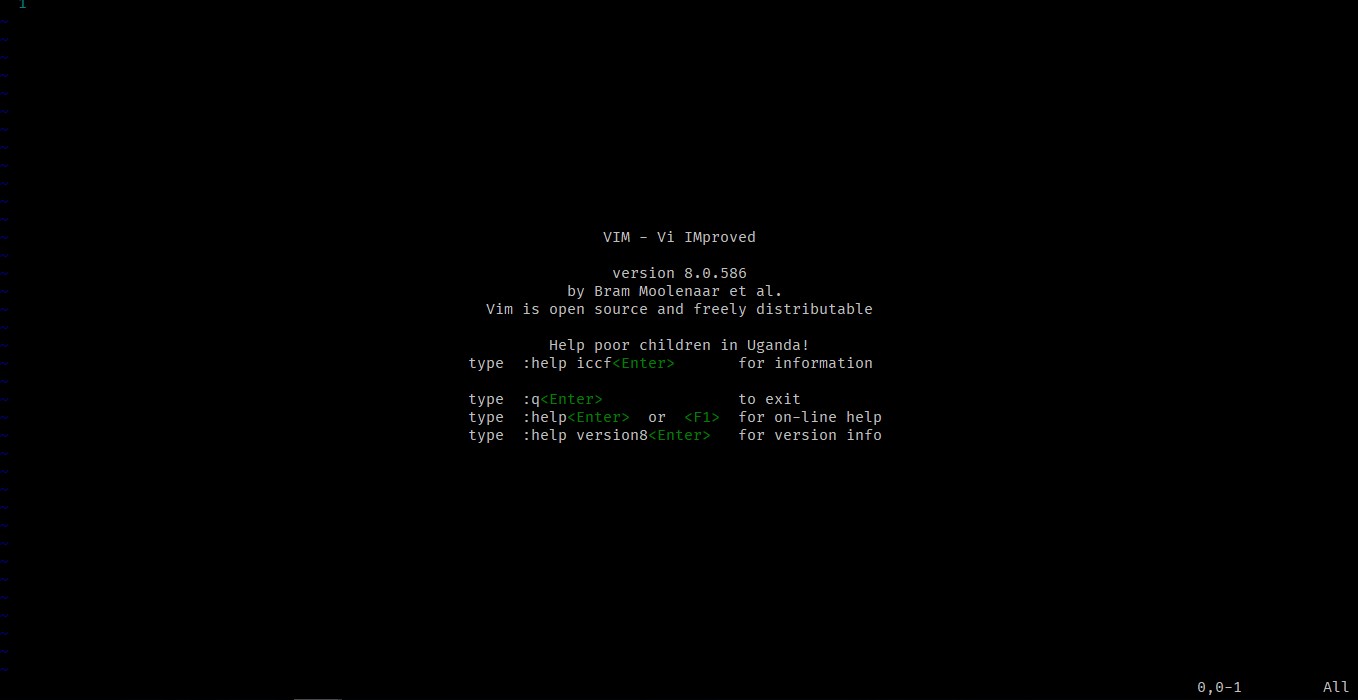 1
~
~
~
~
~
~
~
~
~
~
~
~
VIM - Vi IMproved
~
~ version 8.0.586
~ by Bram Moolenaar et al.
~ Vim is open source and freely distributable
~
~ Help poor children in Uganda!
~ type :help iccf<Enter> for information
~
~ type :q<Enter> to exit
~ type :help<Enter> or <F1> for on-line help
~ type :help version8<Enter> for version info
~
~
~
~
~
~
~
~
~
~
~
~
~
0,0-1 All